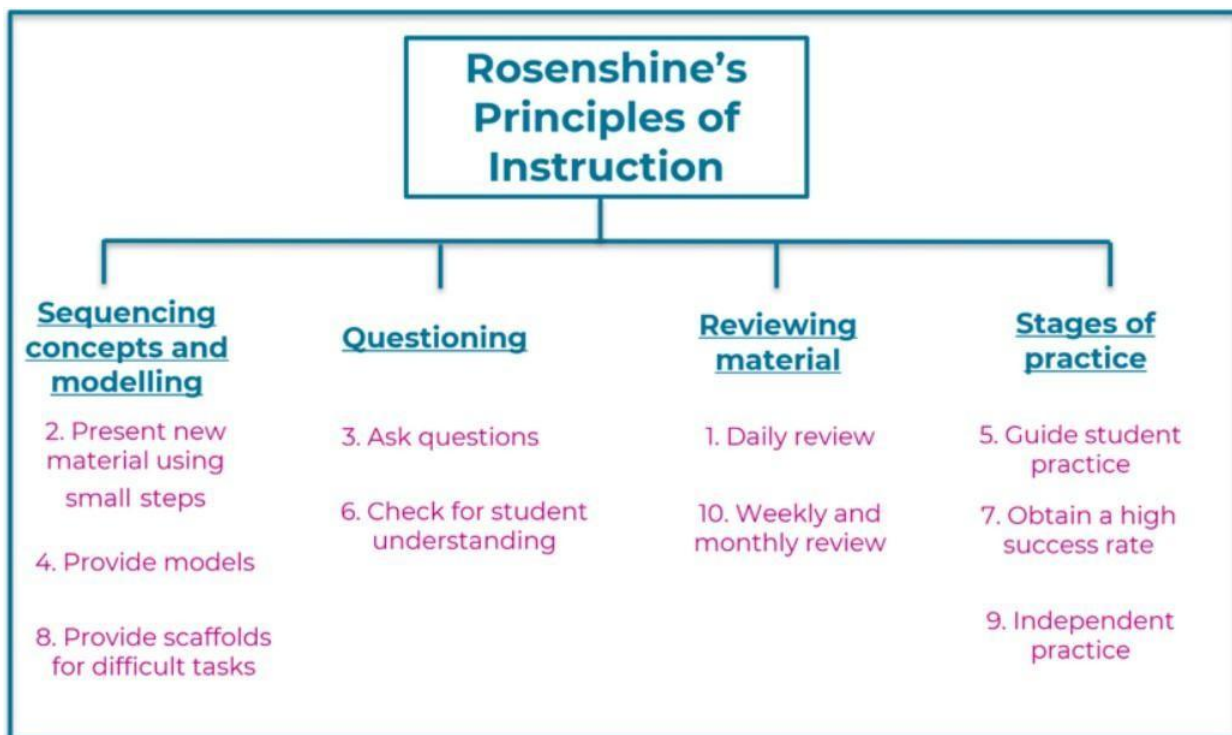 Rosenshine's
Principles of
Instruction
Sequencing
concepts and
modelling
2. Present new
material using
small steps
4. Provide models
8. Provide scaffolds
for difficult tasks
Questioning
3. Ask questions
6. Check for student
understanding
Reviewing
material
1. Daily review
10. Weekly and
monthly review
Stages of
practice
5. Guide student
practice
7. Obtain a high
success rate
9. Independent
practice